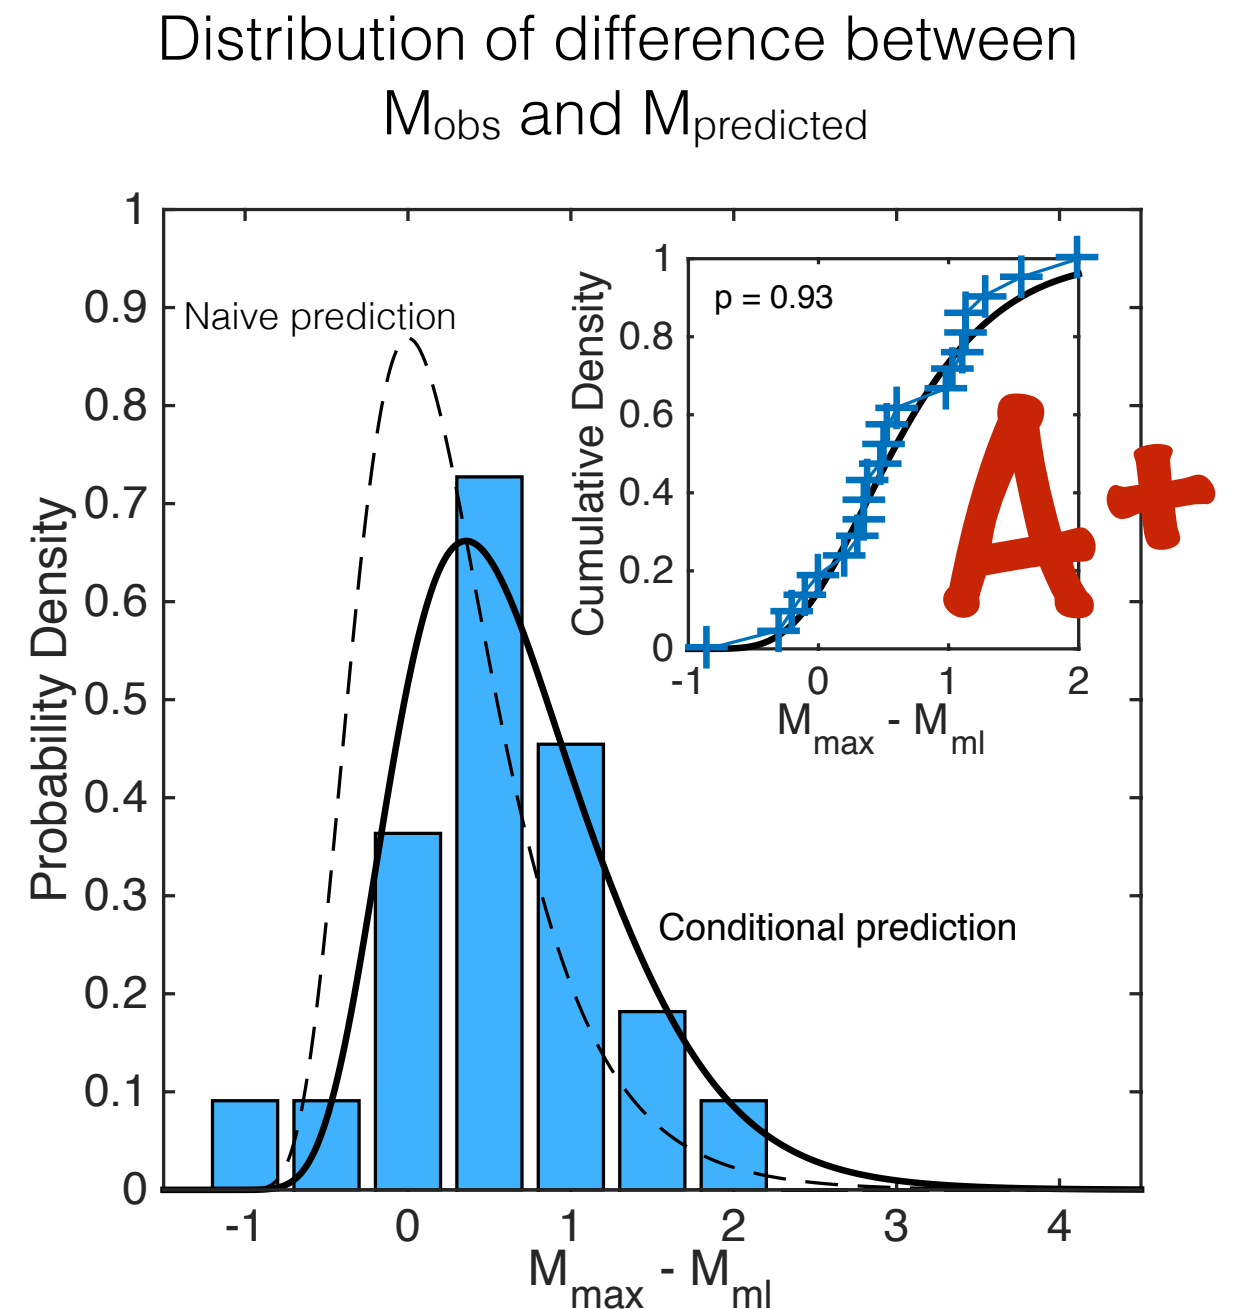 Distribution of difference between
Mobs and Mpredicted
1
0.9
0.8
0.7
0.6
0.5
0.4
0.3
0.2
0.1
0
Probability Density
-1 0 1 2 3 4
Mmax - Mml
Naive prediction
Conditional prediction
p = 0.93
1
0.8
0.6
0.4
0.2
0
Cumulative Density
-1 0 1 2
Mmax - Mml
A+